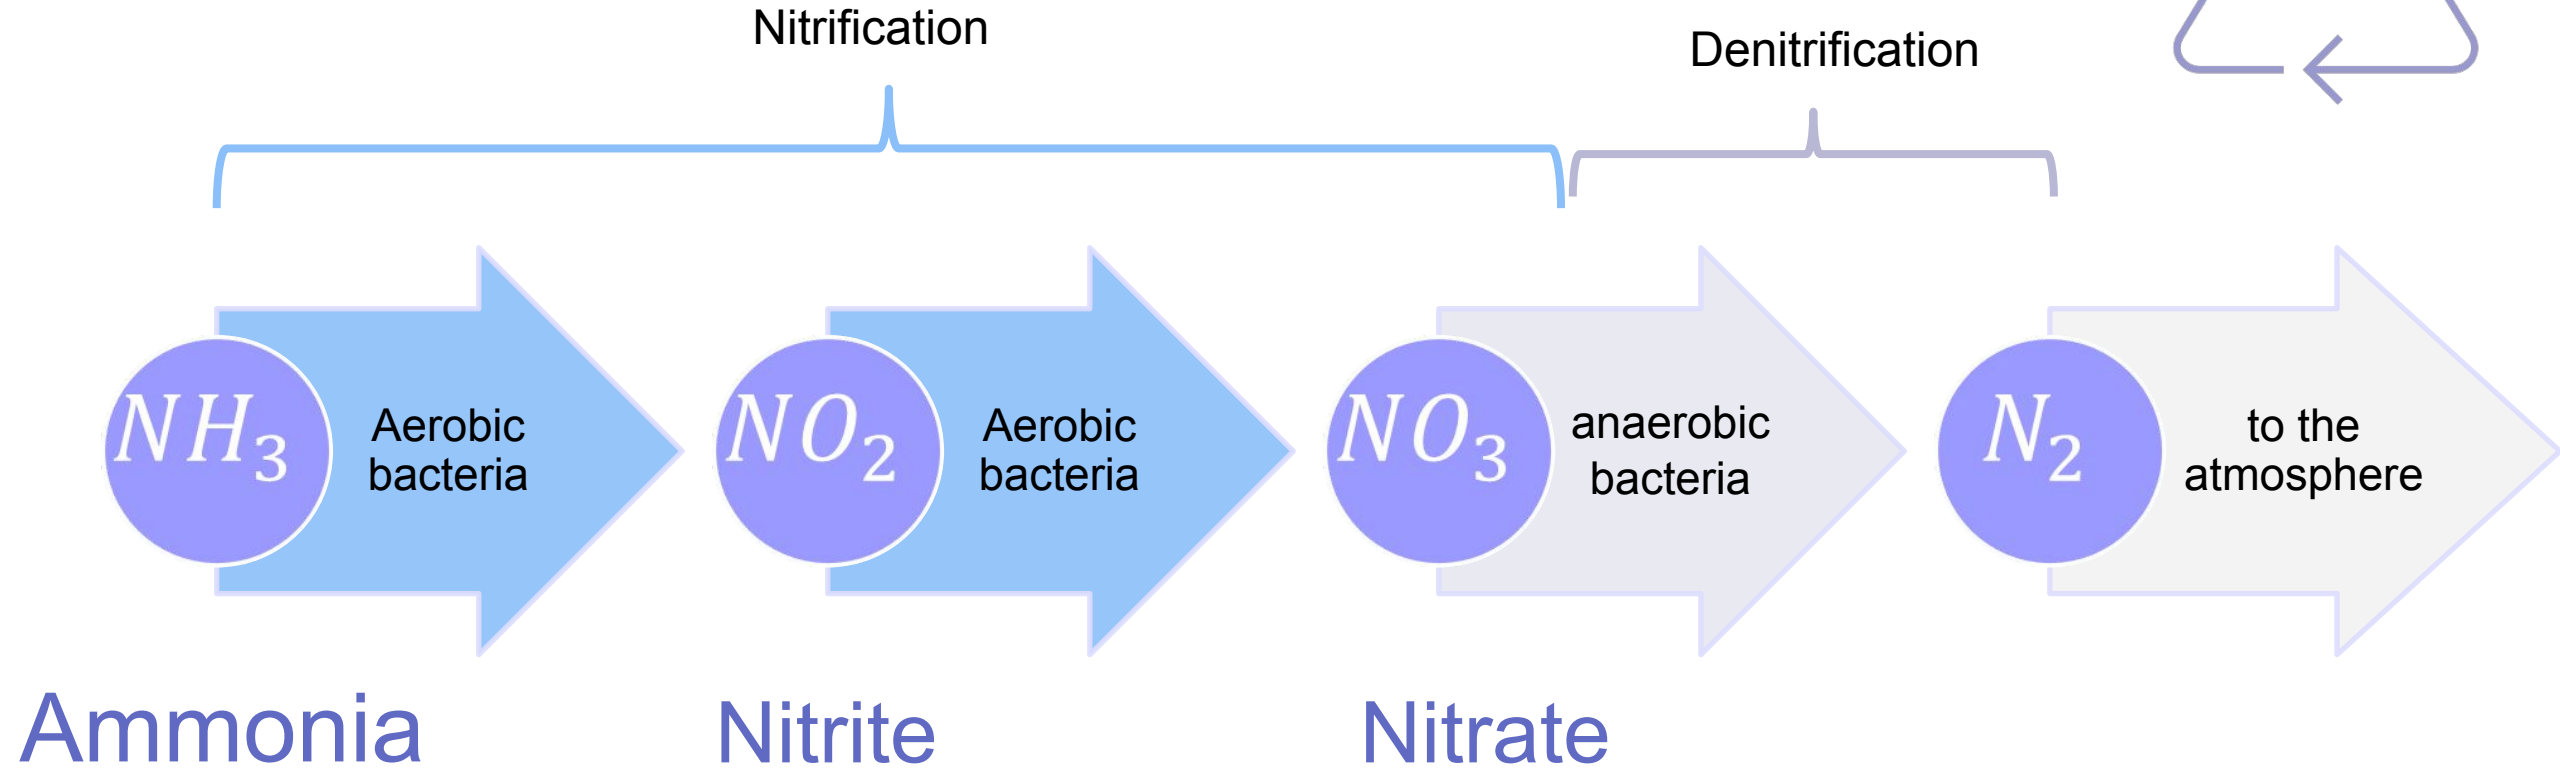 Nitrification
Denitrification
NH₃
Aerobic
bacteria
NO₂
Aerobic
bacteria
NO₃
anaerobic
bacteria
N₂
to the
atmosphere
Ammonia
Nitrite
Nitrate